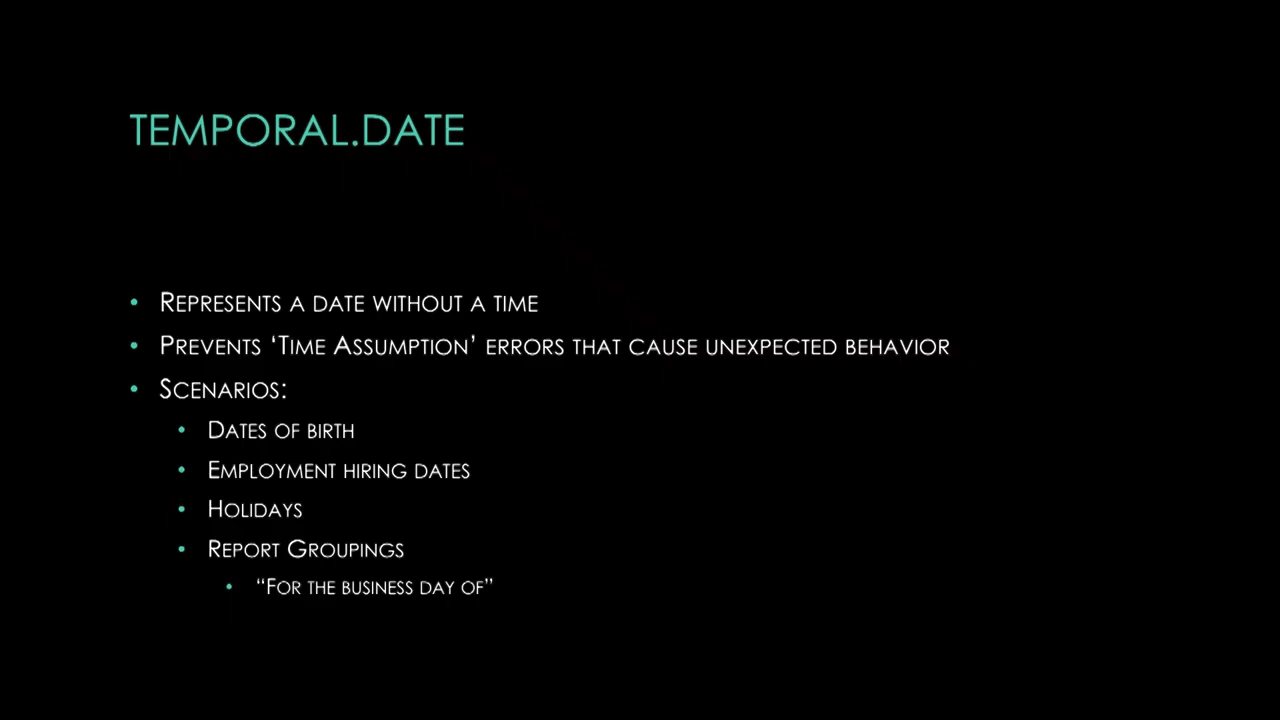 TEMPORAL.DATE
• Represents a date without a time
• Prevents ‘Time Assumption’ errors that cause unexpected behavior
• Scenarios:
• Dates of birth
• Employment hiring dates
• Holidays
• Report Groupings
• “For the business day of”